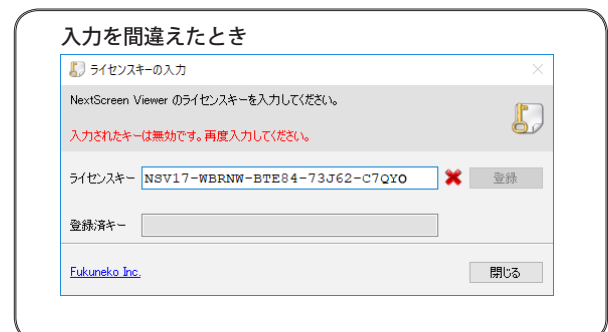 入力を間違えたとき
ライセンスキーの入力
NextScreen Viewer のライセンスキーを入力してください。
入力されたキーは無効です。再度入力してください。
ライセンスキー NSV17-WBRNW-BTE84-73J62-C7QYO 登録
登録済キー
Fukuneko Inc. 閉じる